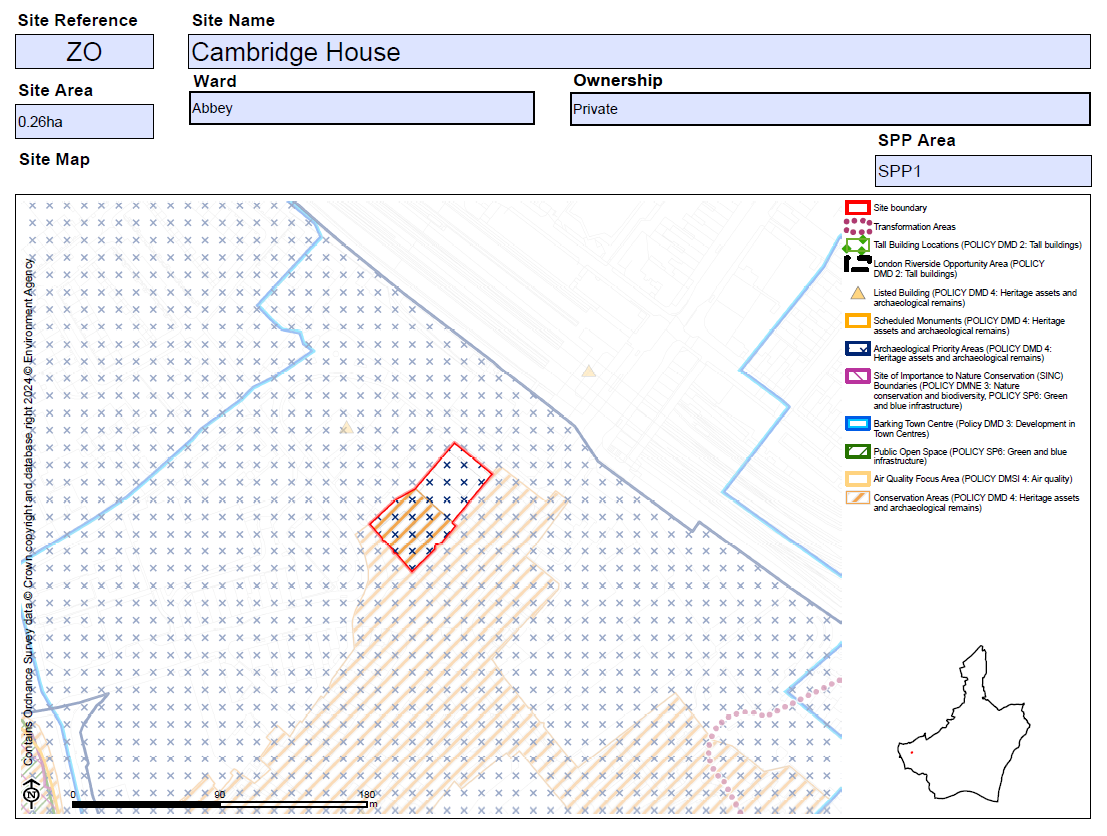 Site Reference
Site Name
ZO
Cambridge House
Site Area
Ward
Ownership
0.26ha
Abbey
Private
Site Map
SPP Area
SPP1
Site boundary
Transformation Areas
Tall Building Locations (POLICY DMD 2: Tall buildings)
London Riverside Opportunity Area (POLICY
DMD 2: Tall buildings)
Listed Building (POLICY DMD 4: Heritage assets and
archaeological remains)
Scheduled Monuments (POLICY DMD 4: Heritage
assets and archaeological remains)
Archaeological Priority Areas (POLICY DMD 4:
Heritage assets and archaeological remains)
Site of Importance to Nature Conservation (SINC)
Boundaries (POLICY DMNE 3: Nature
conservation and biodiversity, POLICY SP6: Green
and blue infrastructure)
Barking Town Centre (Policy DMD 3: Development in
Town Centres)
Public Open Space (POLICY SP6: Green and blue
infrastructure)
Air Quality Focus Area (POLICY DMSI 4: Air quality)
Conservation Areas (POLICY DMD 4: Heritage assets
and archaeological remains)
Contains Ordnance Survey data © Crown copyright and database right 2024 © Environment Agency
N
0 90 180
m